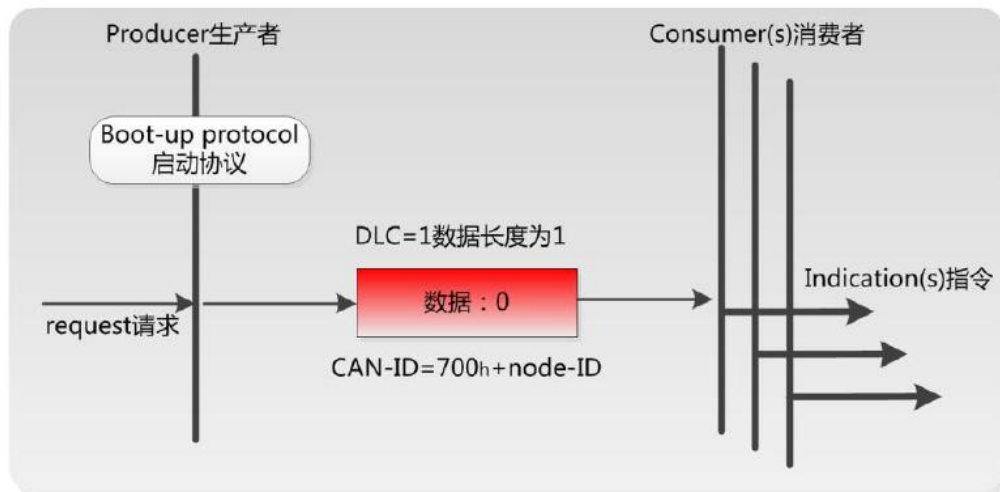 Producer生产者
Consumer(s)消费者
Boot-up protocol
启动协议
DLC=1数据长度为1
数据：0
Indication(s)指令
request请求
CAN-ID=700h+node-ID